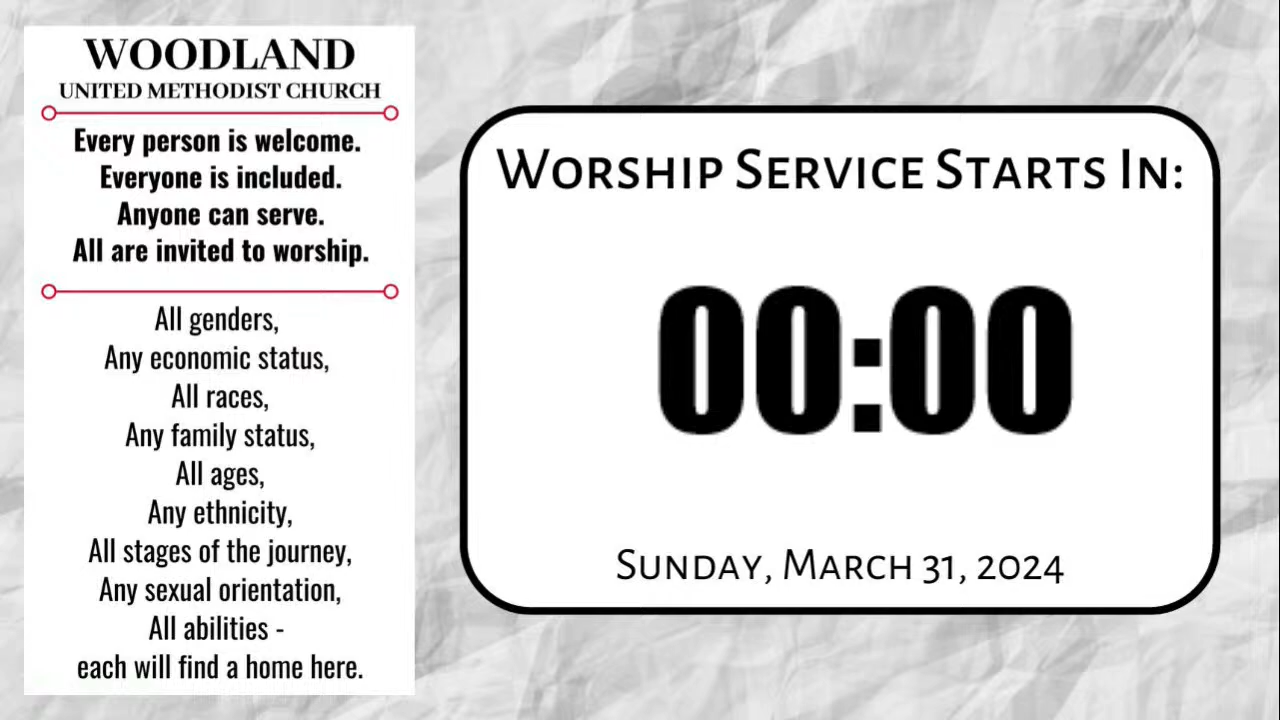 WOODLAND
UNITED METHODIST CHURCH
Every person is welcome.
Everyone is included.
Anyone can serve.
All are invited to worship.
All genders,
Any economic status,
All races,
Any family status,
All ages,
Any ethnicity,
All stages of the journey,
Any sexual orientation,
All abilities -
each will find a home here.
Worship Service Starts In:
00:00
Sunday, March 31, 2024